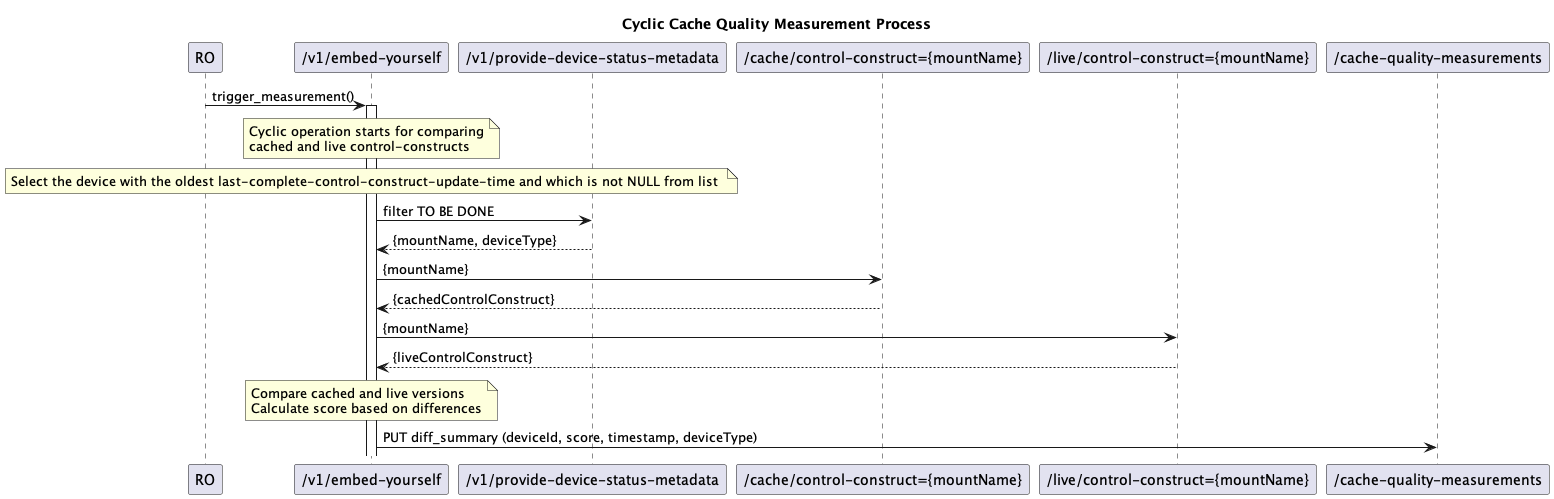 Cyclic Cache Quality Measurement Process
RO
/v1/embed-yourself
/v1/provide-device-status-metadata
/cache/control-construct={mountName}
/live/control-construct={mountName}
/cache-quality-measurements
trigger_measurement()
Cyclic operation starts for comparing
cached and live control-constructs
Select the device with the oldest last-complete-control-construct-update-time and which is not NULL from list
filter TO BE DONE
{mountName, deviceType}
{mountName}
{cachedControlConstruct}
{mountName}
{liveControlConstruct}
Compare cached and live versions
Calculate score based on differences
PUT diff_summary (deviceId, score, timestamp, deviceType)
RO
/v1/embed-yourself
/v1/provide-device-status-metadata
/cache/control-construct={mountName}
/live/control-construct={mountName}
/cache-quality-measurements